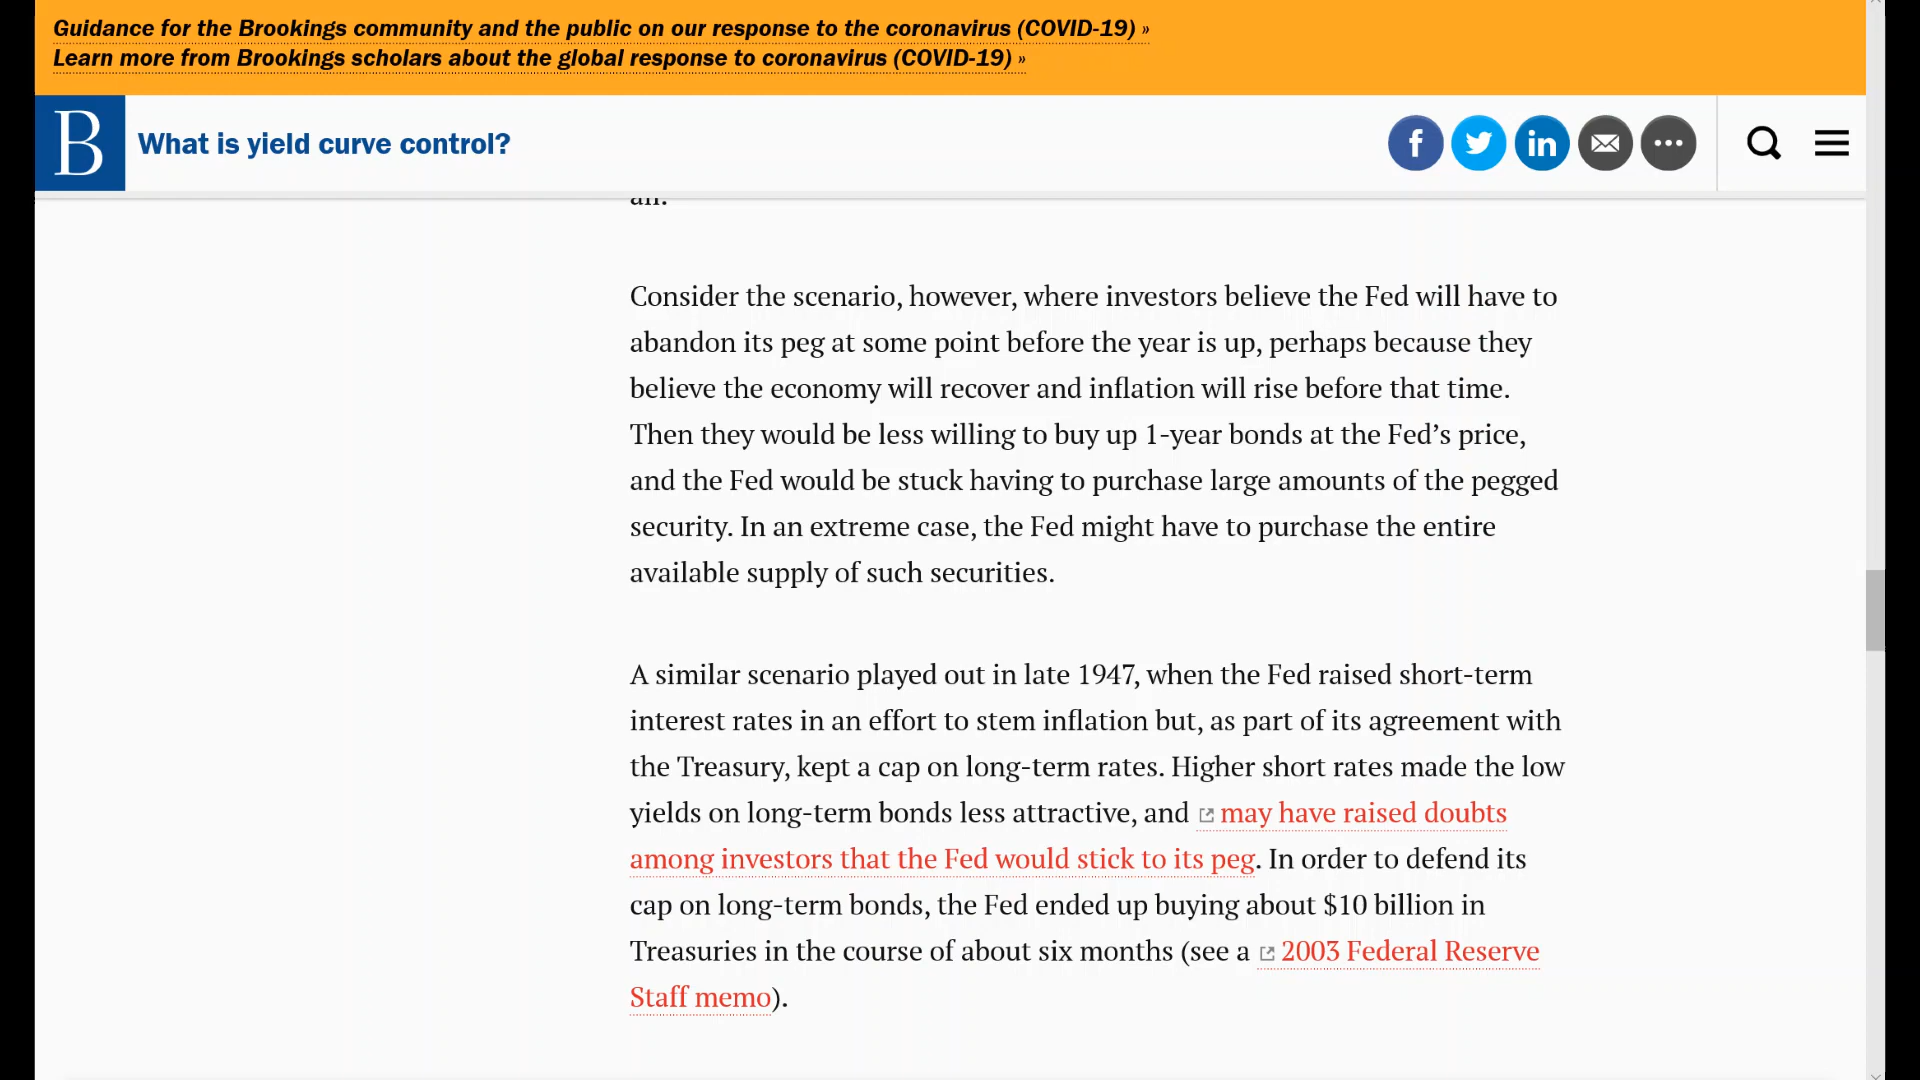 Guidance for the Brookings community and the public on our response to the coronavirus (COVID-19) »
Learn more from Brookings scholars about the global response to coronavirus (COVID-19) »
B
What is yield curve control?
all.
Consider the scenario, however, where investors believe the Fed will have to
abandon its peg at some point before the year is up, perhaps because they
believe the economy will recover and inflation will rise before that time.
Then they would be less willing to buy up 1-year bonds at the Fed’s price,
and the Fed would be stuck having to purchase large amounts of the pegged
security. In an extreme case, the Fed might have to purchase the entire
available supply of such securities.
A similar scenario played out in late 1947, when the Fed raised short-term
interest rates in an effort to stem inflation but, as part of its agreement with
the Treasury, kept a cap on long-term rates. Higher short rates made the low
yields on long-term bonds less attractive, and may have raised doubts
among investors that the Fed would stick to its peg. In order to defend its
cap on long-term bonds, the Fed ended up buying about $10 billion in
Treasuries in the course of about six months (see a 2003 Federal Reserve
Staff memo).